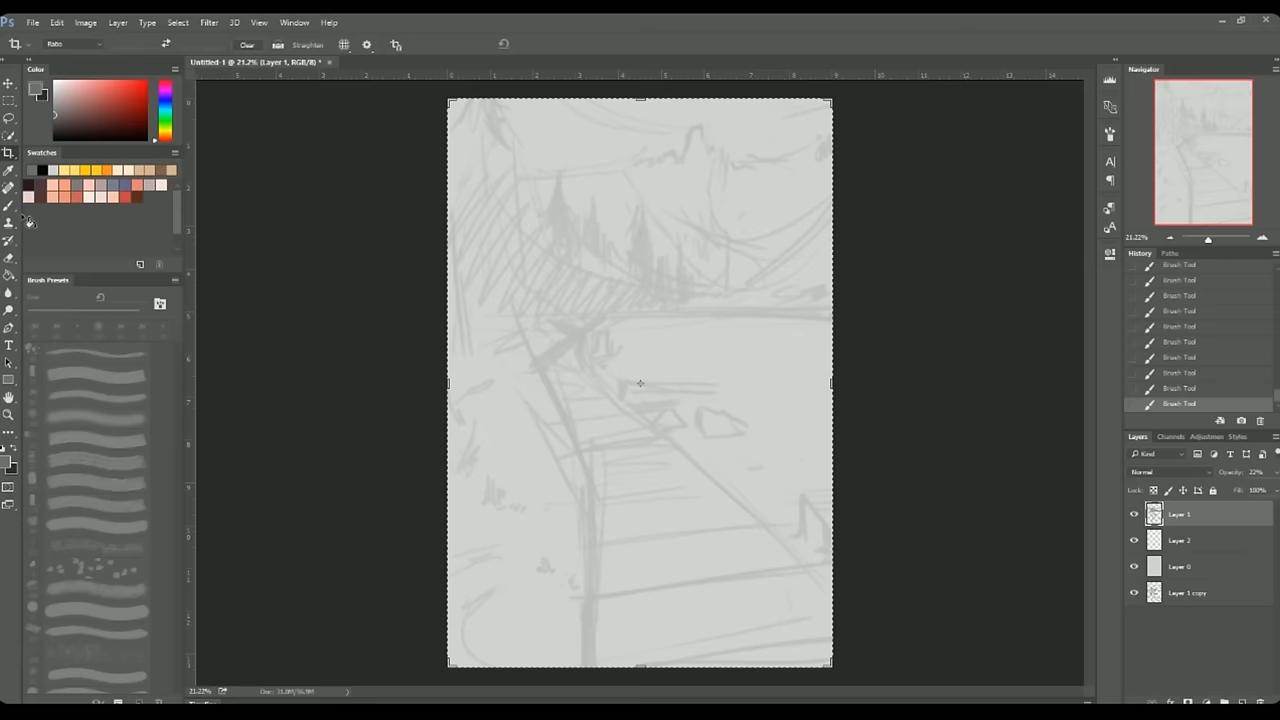 Ps File Edit Image Layer Type Select Filter 3D View Window Help
Ratio Clear Straighten
Untitled-1 @ 21.2% (Layer 1, RGB/8) *
Color
Swatches
Brush Presets
Navigator
21.22%
History Paths
Brush Tool
Brush Tool
Brush Tool
Brush Tool
Brush Tool
Brush Tool
Brush Tool
Brush Tool
Brush Tool
Brush Tool
Layers Channels Adjustmen Styles
Kind
Normal Opacity: 22%
Lock: Fill: 100%
Layer 1
Layer 2
Layer 0
Layer 1 copy
21.22%